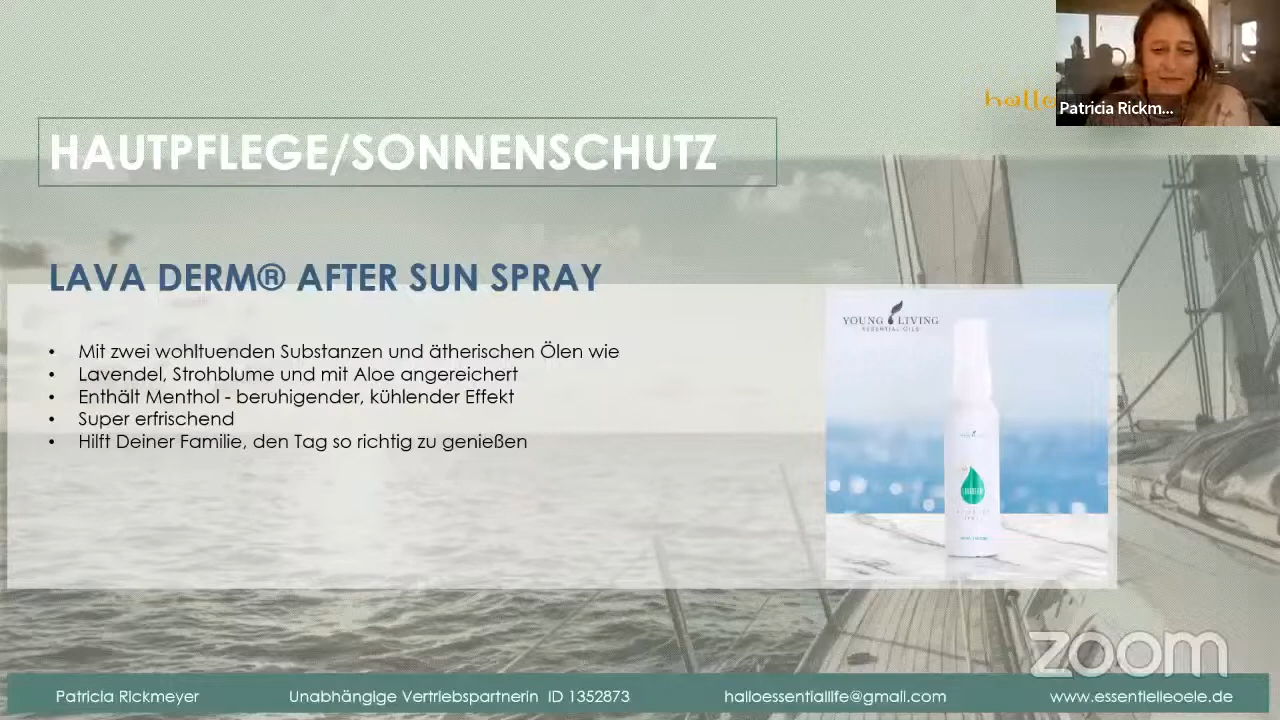 hallo
Patricia Rickm...
HAUTPFLEGE/SONNENSCHUTZ
LAVA DERM® AFTER SUN SPRAY
• Mit zwei wohltuenden Substanzen und ätherischen Ölen wie
• Lavendel, Strohblume und mit Aloe angereichert
• Enthält Menthol - beruhigender, kühlender Effekt
• Super erfrischend
• Hilft Deiner Familie, den Tag so richtig zu genießen
YOUNG LIVING
ESSENTIAL OILS
zoom
Patricia Rickmeyer
Unabhängige Vertriebspartnerin ID 1352873
halloessentiallife@gmail.com
www.essentielleoele.de